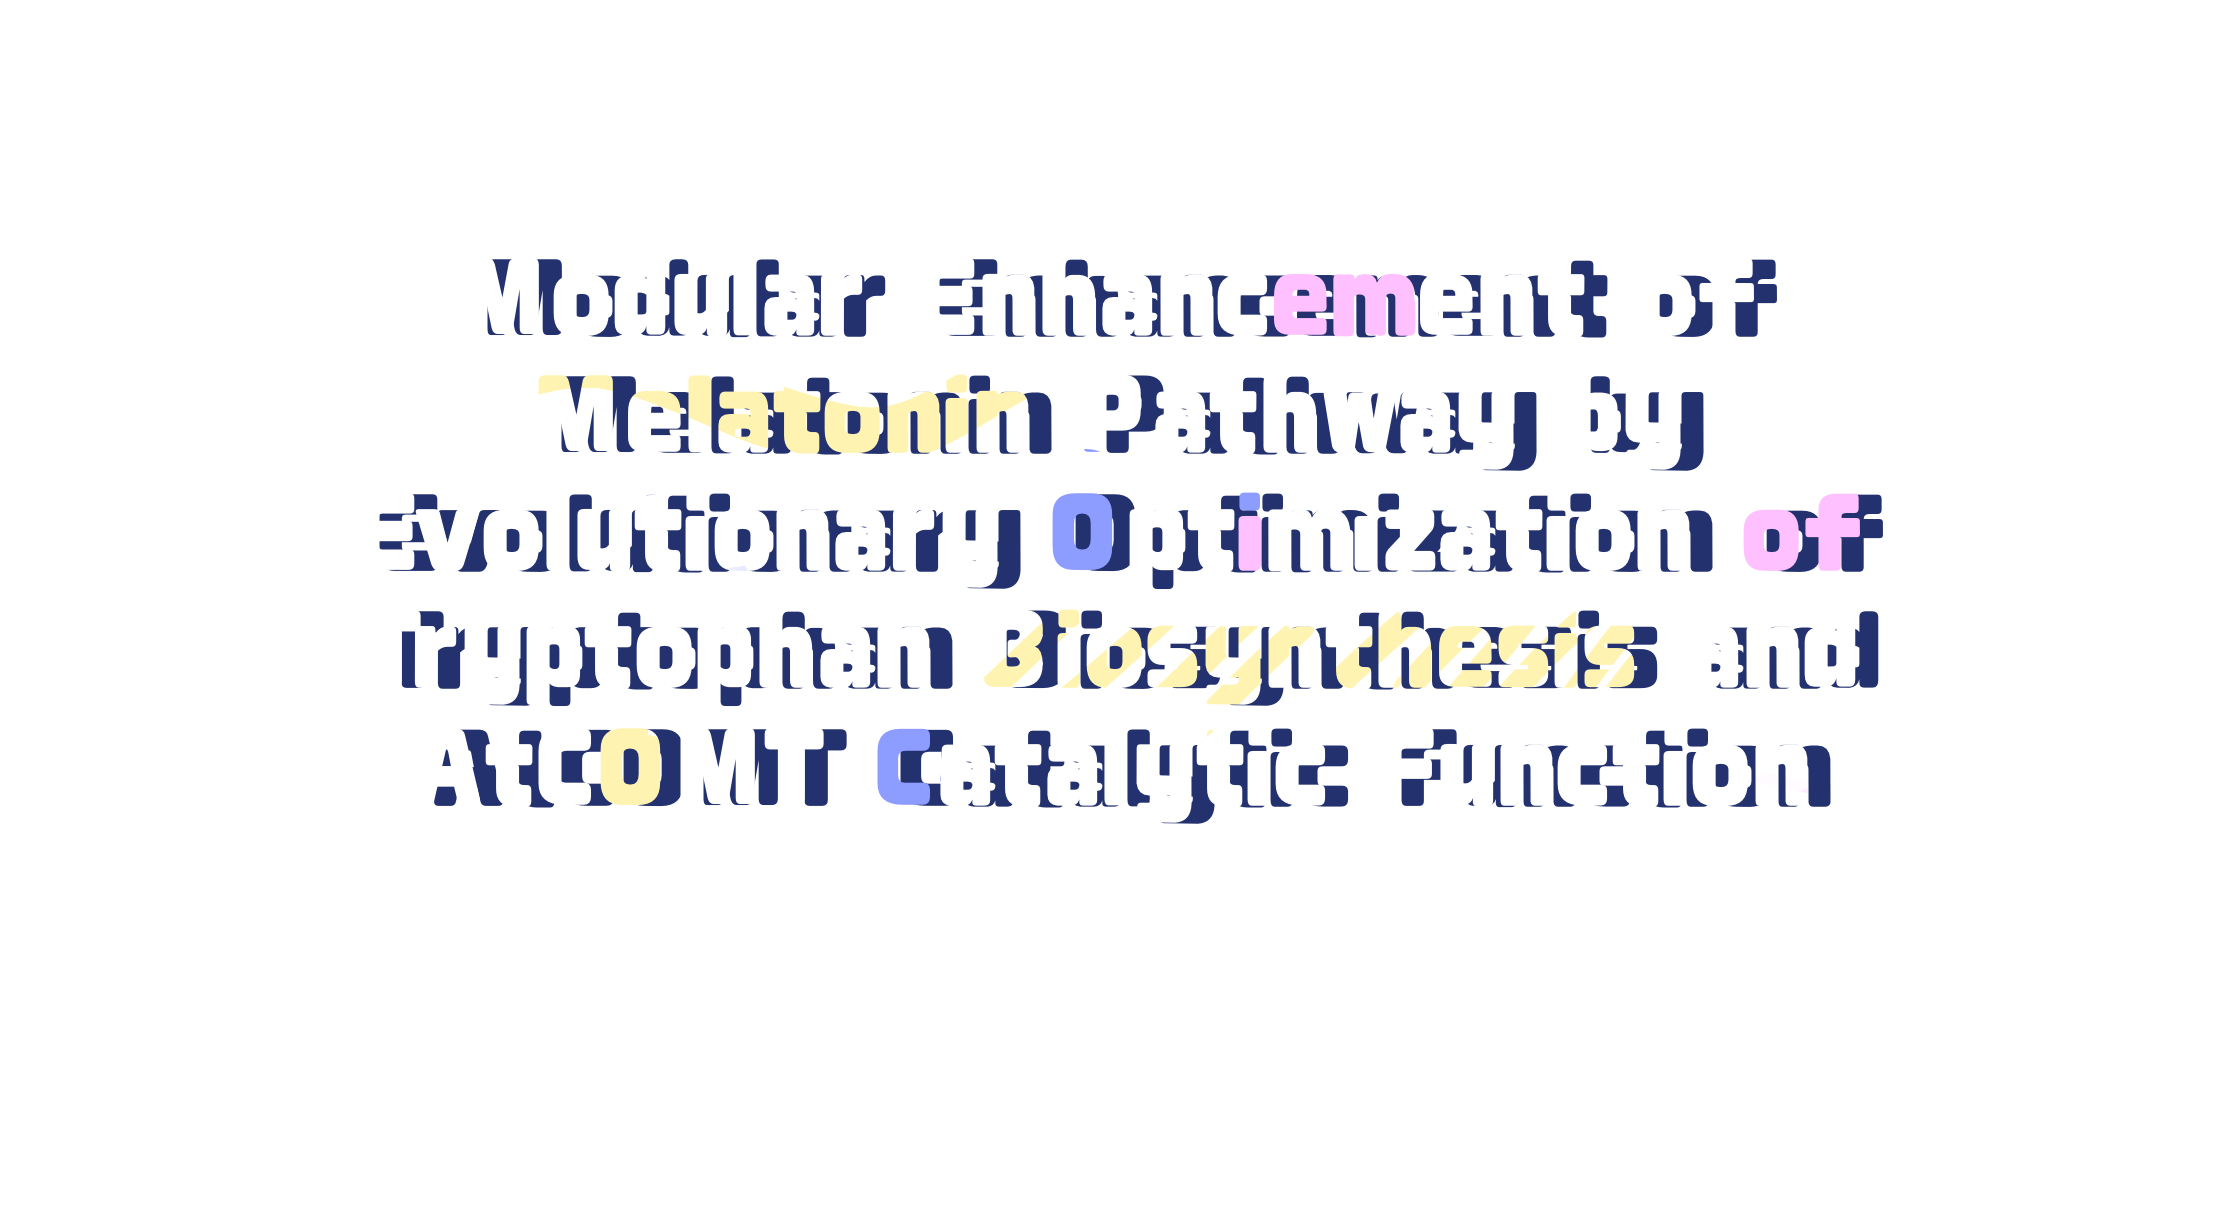 Modular Enhancement of
Melatonin Pathway by
Evolutionary Optimization of
Tryptophan Biosynthesis and
AtCOMT Catalytic Function